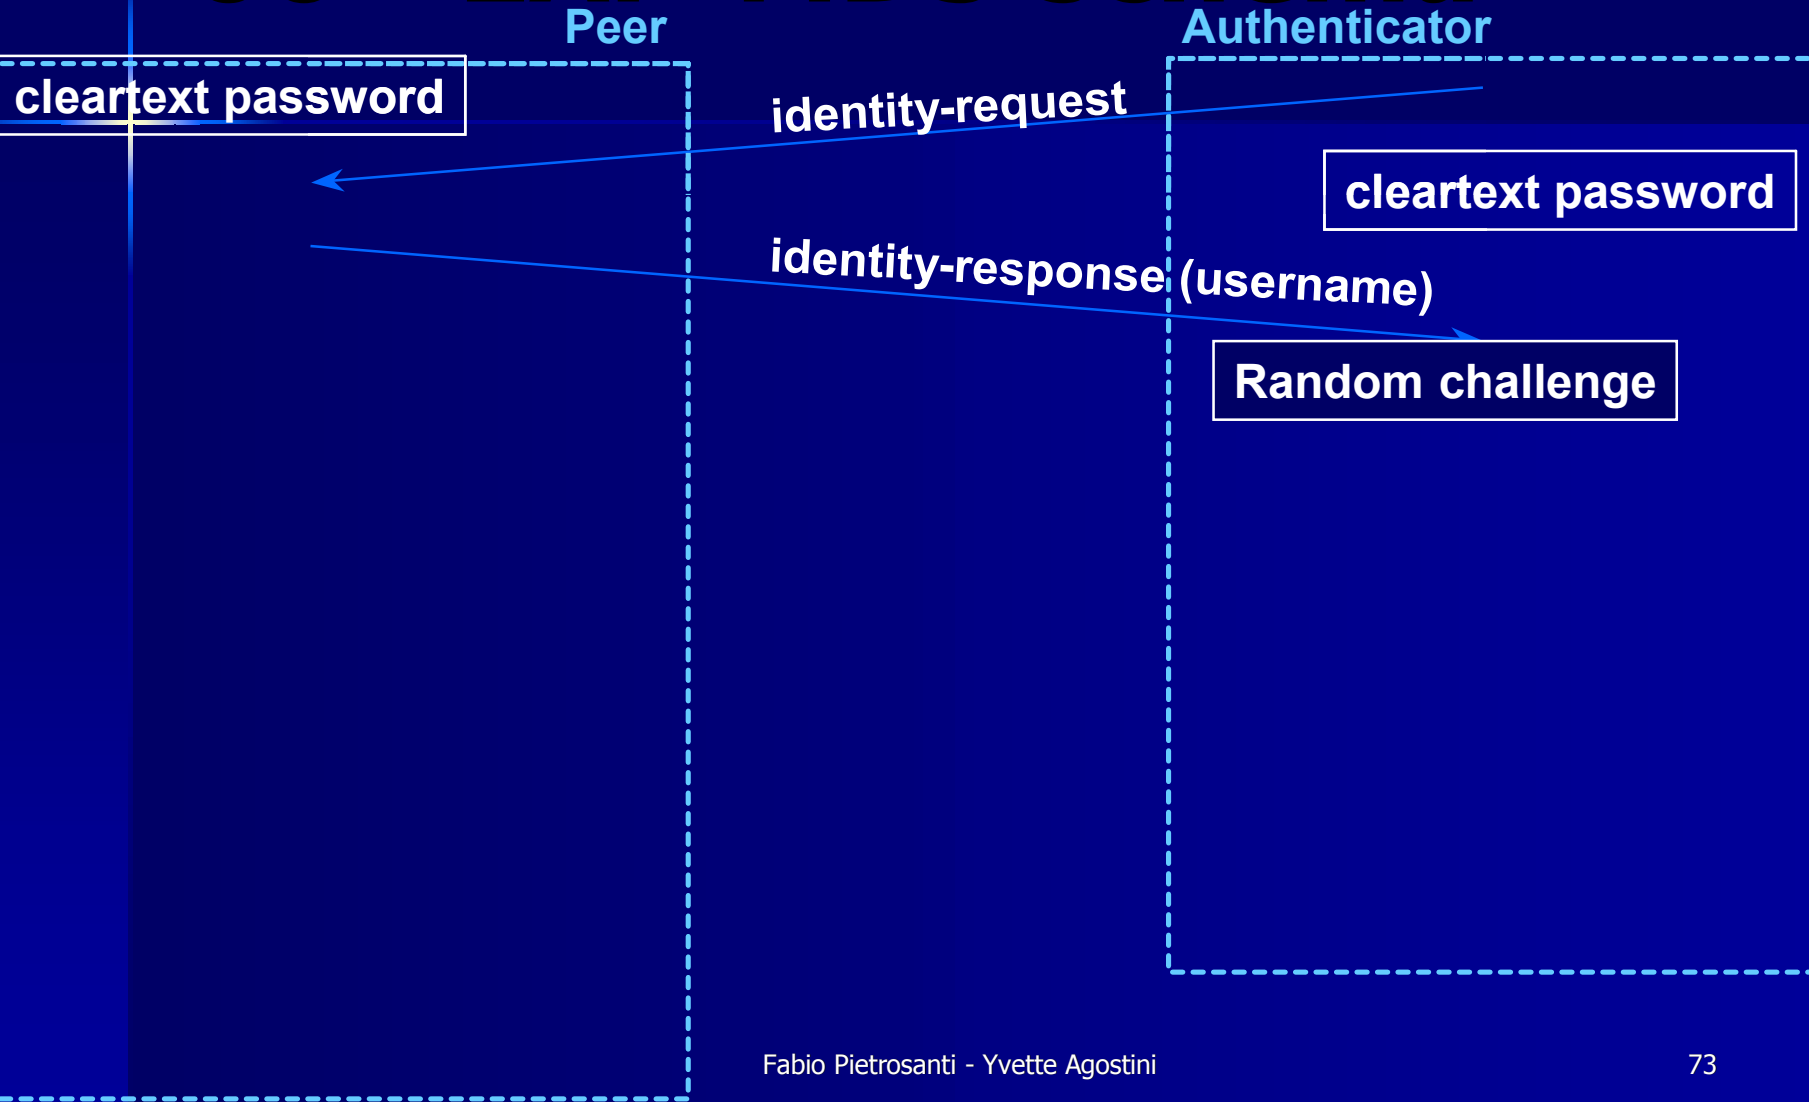 Peer
Authenticator
cleartext password
identity-request
cleartext password
identity-response (username)
Random challenge
Fabio Pietrosanti - Yvette Agostini
73